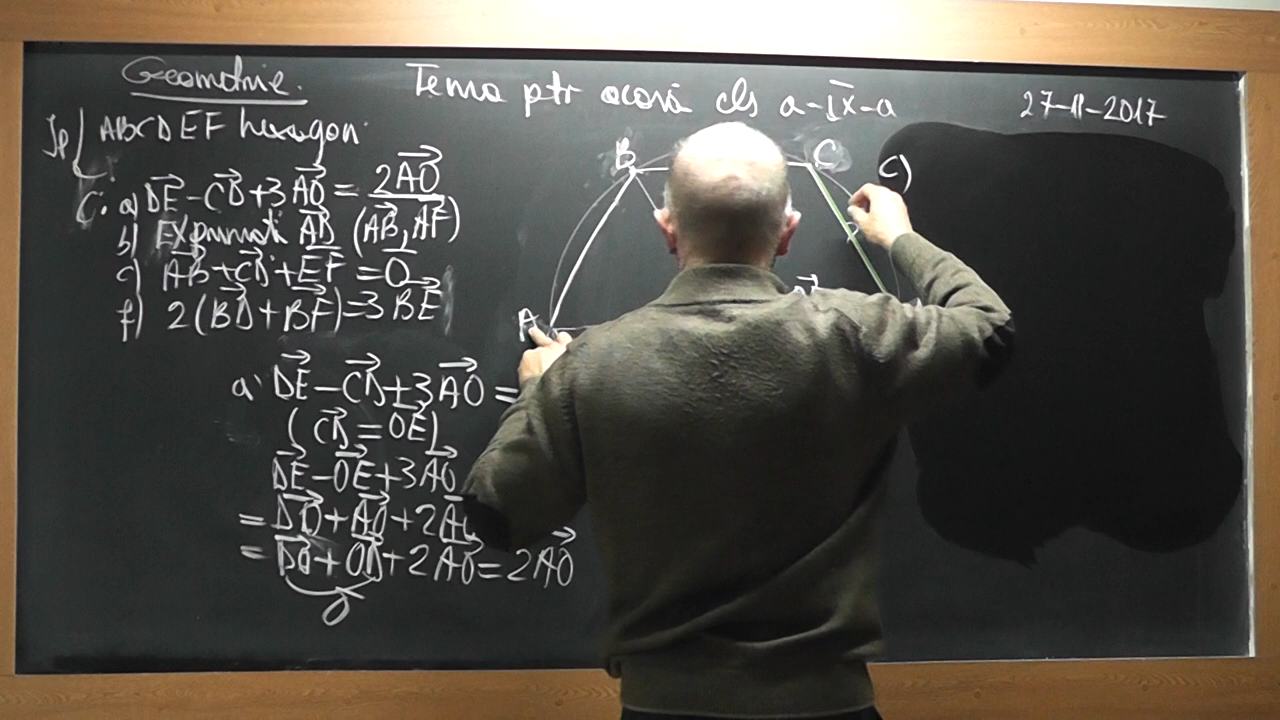 Geometrie.
Tema ptr acasă cls a-IX-a
27-11-2017
Ip ABCDEF hexagon
C: a) DE⃗ - CD⃗ + 3AO⃗ = 2AO⃗
b) Exprimati AD⃗ (AB⃗, AF⃗)
c) AB⃗ + CD⃗ + EF⃗ = O⃗
f) 2(BD⃗ + BF⃗) = 3BE⃗
a. DE⃗ - CD⃗ + 3AO⃗ =
(CD⃗ = OE⃗)
DE⃗ - OE⃗ + 3AO⃗
= DO⃗ + AO⃗ + 2AO⃗
= DO⃗ + OD⃗ + 2AO⃗ = 2AO⃗
O
B
C
c)
A